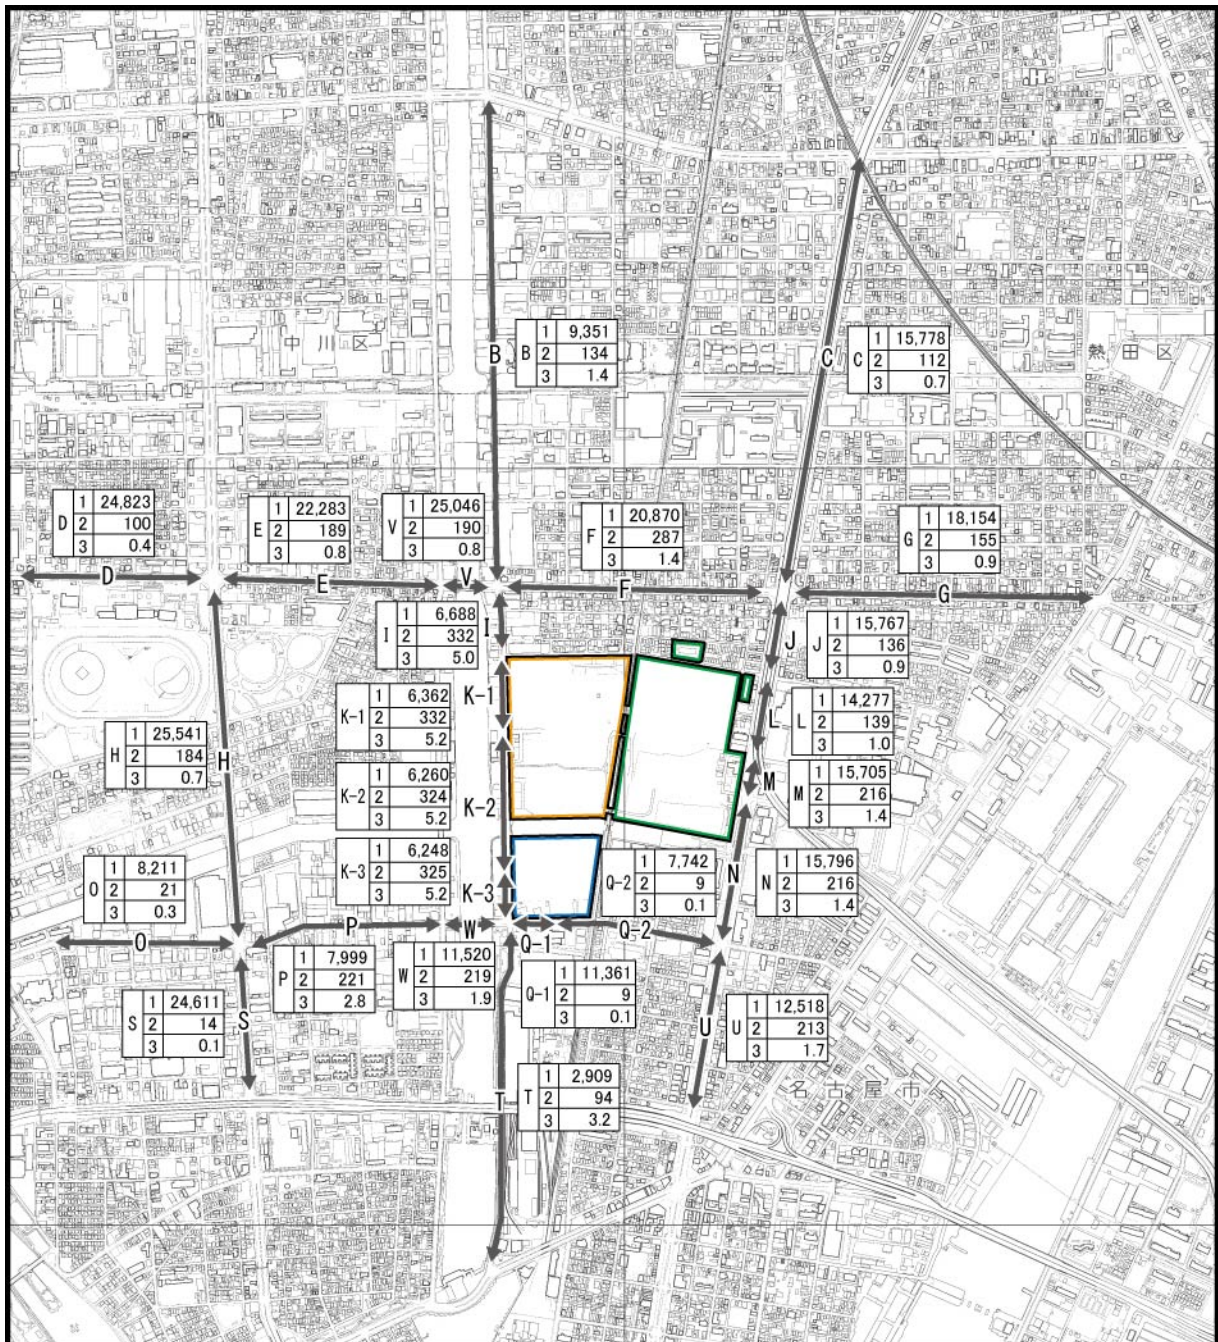 B
B
1 9,351
2 134
3 1.4
C
C
1 15,778
2 112
3 0.7
中川区
熱田区
D
1 24,823
2 100
3 0.4
E
1 22,283
2 189
3 0.8
V
1 25,046
2 190
3 0.8
F
1 20,870
2 287
3 1.4
G
1 18,154
2 155
3 0.9
D
E
V
F
G
I
1 6,688
2 332
3 5.0
I
J
J
1 15,767
2 136
3 0.9
K-1
1 6,362
2 332
3 5.2
K-1
L
L
1 14,277
2 139
3 1.0
H
1 25,541
2 184
3 0.7
H
K-2
1 6,260
2 324
3 5.2
K-2
M
M
1 15,705
2 216
3 1.4
K-3
1 6,248
2 325
3 5.2
K-3
Q-2
1 7,742
2 9
3 0.1
N
N
1 15,796
2 216
3 1.4
O
1 8,211
2 21
3 0.3
O
P
W
Q-1
Q-2
P
1 7,999
2 221
3 2.8
W
1 11,520
2 219
3 1.9
Q-1
1 11,361
2 9
3 0.1
S
1 24,611
2 14
3 0.1
S
U
U
1 12,518
2 213
3 1.7
T
T
1 2,909
2 94
3 3.2
名古屋市